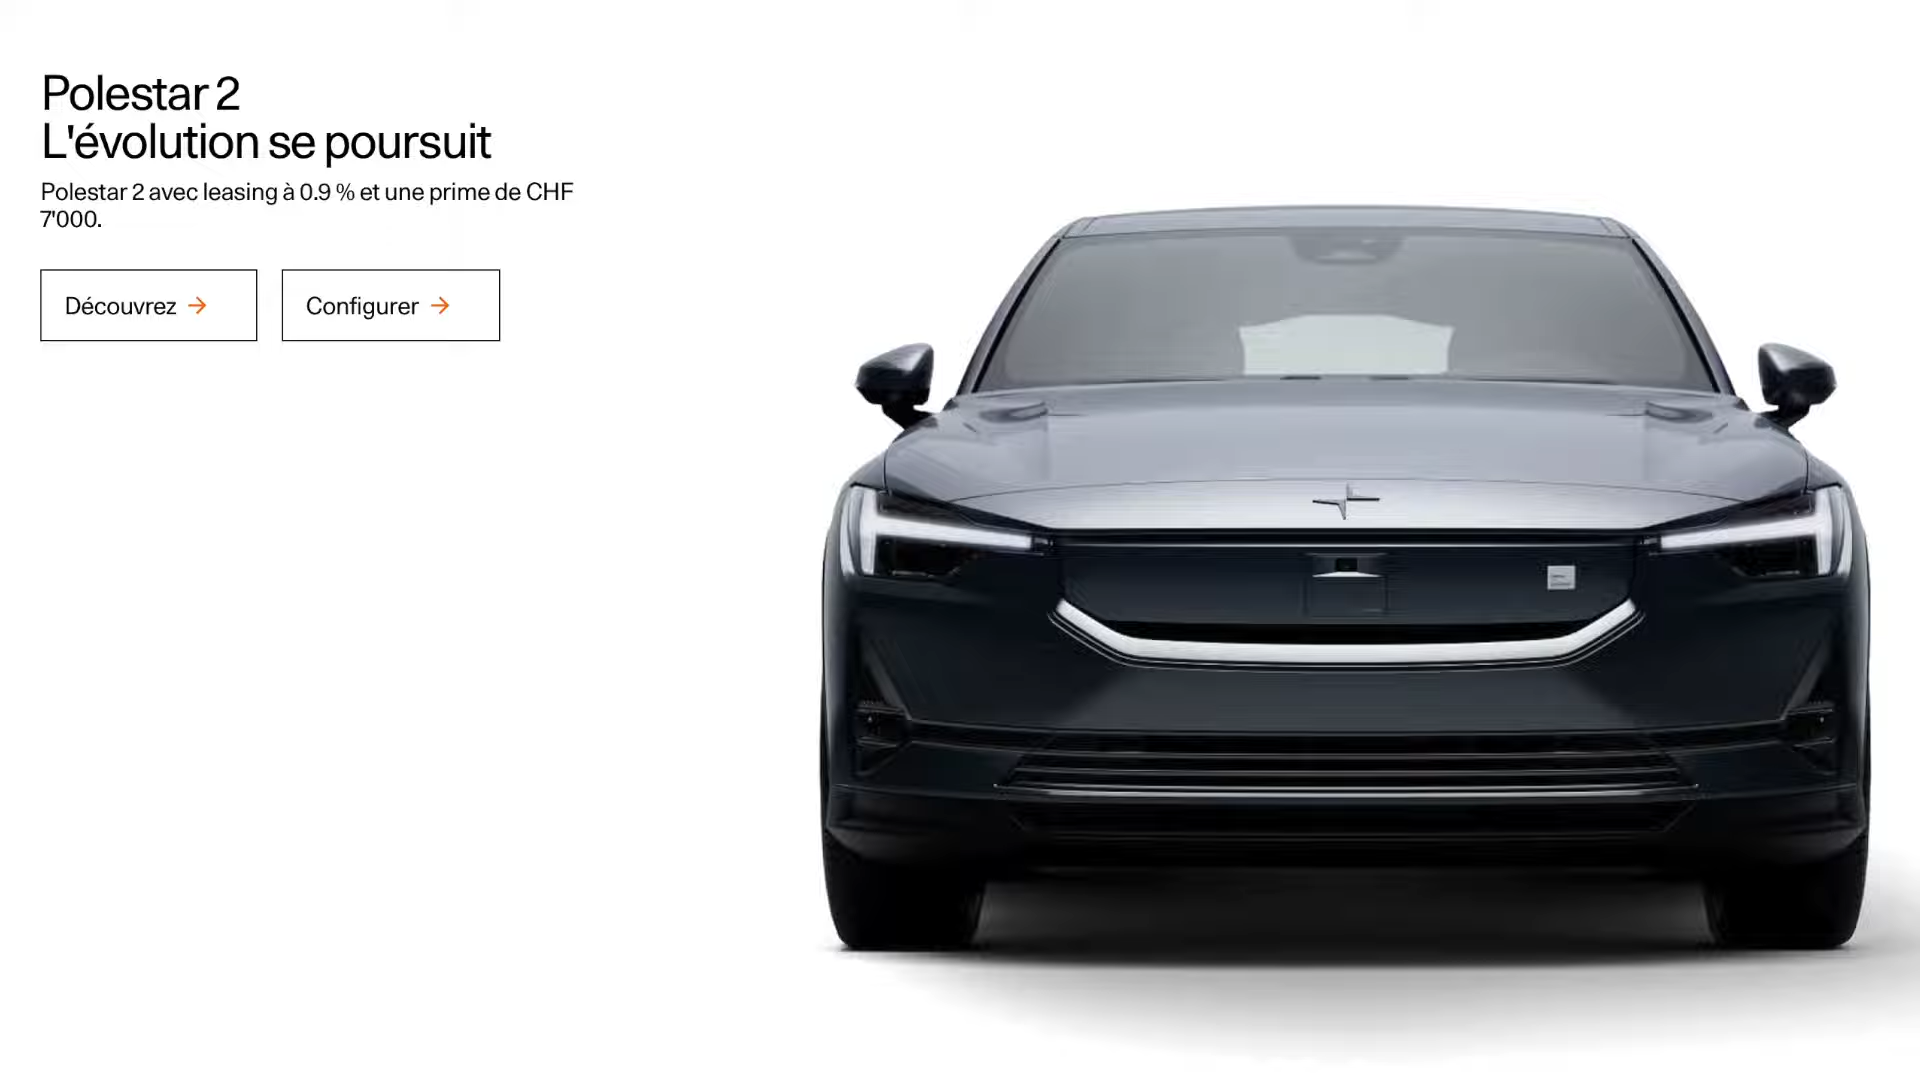 Polestar 2
L'évolution se poursuit
Polestar 2 avec leasing à 0.9 % et une prime de CHF
7'000.
Découvrez →
Configurer →